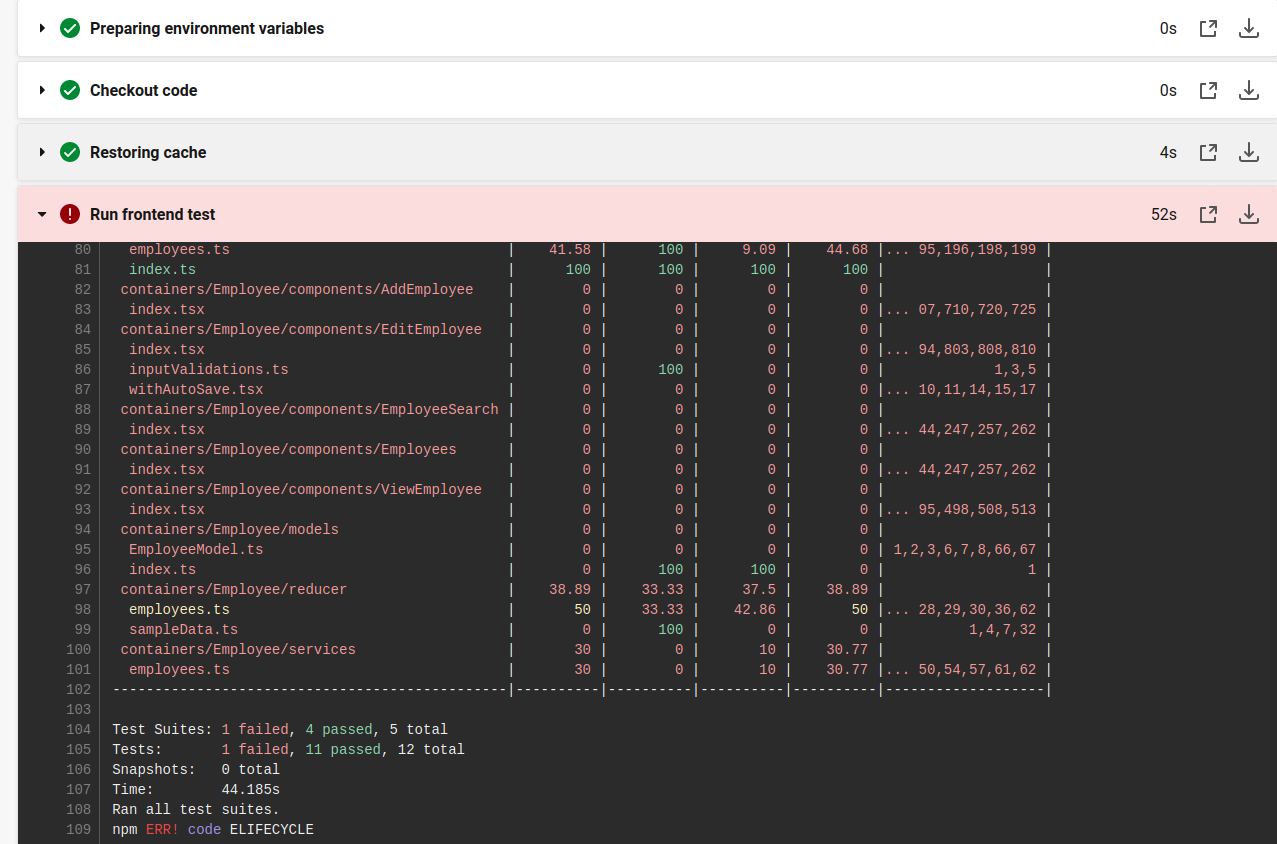 Preparing environment variables 0s
Checkout code 0s
Restoring cache 4s
Run frontend test 52s
80 employees.ts | 41.58 | 100 | 9.09 | 44.68 |... 95,196,198,199 |
81 index.ts | 100 | 100 | 100 | 100 | |
82 containers/Employee/components/AddEmployee | 0 | 0 | 0 | 0 | |
83 index.tsx | 0 | 0 | 0 | 0 |... 07,710,720,725 |
84 containers/Employee/components/EditEmployee | 0 | 0 | 0 | 0 | |
85 index.tsx | 0 | 0 | 0 | 0 |... 94,803,808,810 |
86 inputValidations.ts | 0 | 100 | 0 | 0 | 1,3,5 |
87 withAutoSave.tsx | 0 | 0 | 0 | 0 |... 10,11,14,15,17 |
88 containers/Employee/components/EmployeeSearch | 0 | 0 | 0 | 0 | |
89 index.tsx | 0 | 0 | 0 | 0 |... 44,247,257,262 |
90 containers/Employee/components/Employees | 0 | 0 | 0 | 0 | |
91 index.tsx | 0 | 0 | 0 | 0 |... 44,247,257,262 |
92 containers/Employee/components/ViewEmployee | 0 | 0 | 0 | 0 | |
93 index.tsx | 0 | 0 | 0 | 0 |... 95,498,508,513 |
94 containers/Employee/models | 0 | 0 | 0 | 0 | |
95 EmployeeModel.ts | 0 | 0 | 0 | 0 | 1,2,3,6,7,8,66,67 |
96 index.ts | 0 | 100 | 100 | 0 | 1 |
97 containers/Employee/reducer | 38.89 | 33.33 | 37.5 | 38.89 | |
98 employees.ts | 50 | 33.33 | 42.86 | 50 |... 28,29,30,36,62 |
99 sampleData.ts | 0 | 100 | 0 | 0 | 1,4,7,32 |
100 containers/Employee/services | 30 | 0 | 10 | 30.77 | |
101 employees.ts | 30 | 0 | 10 | 30.77 |... 50,54,57,61,62 |
102 -----------------------------------------------|----------|----------|----------|----------|-------------------|
103
104 Test Suites: 1 failed, 4 passed, 5 total
105 Tests: 1 failed, 11 passed, 12 total
106 Snapshots: 0 total
107 Time: 44.185s
108 Ran all test suites.
109 npm ERR! code ELIFECYCLE